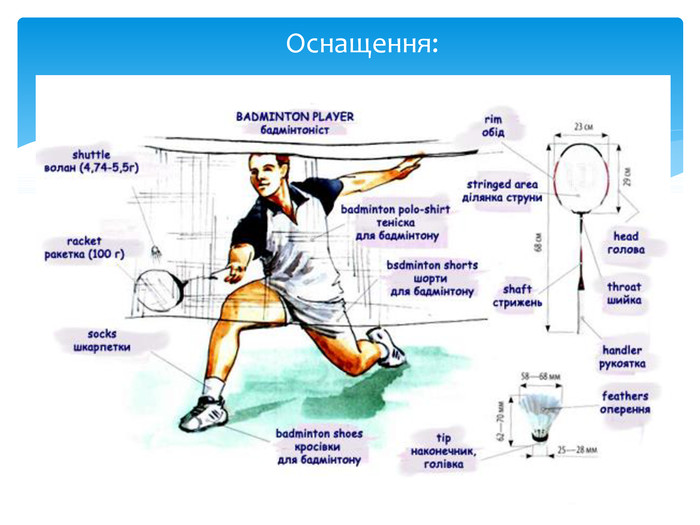 Оснащення:
BADMINTON PLAYER
бадмінтоніст
rim
обід
23 см
shuttle
волан (4,74-5,5г)
29 см
stringed area
ділянка струни
badminton polo-shirt
теніска
для бадмінтону
68 см
head
голова
racket
ракетка (100 г)
bsdminton shorts
шорти
для бадмінтону
shaft
стрижень
throat
шийка
socks
шкарпетки
handler
рукоятка
58—68 мм
feathers
оперення
62—70 мм
badminton shoes
кросівки
для бадмінтону
tip
наконечник,
голівка
25—28 мм